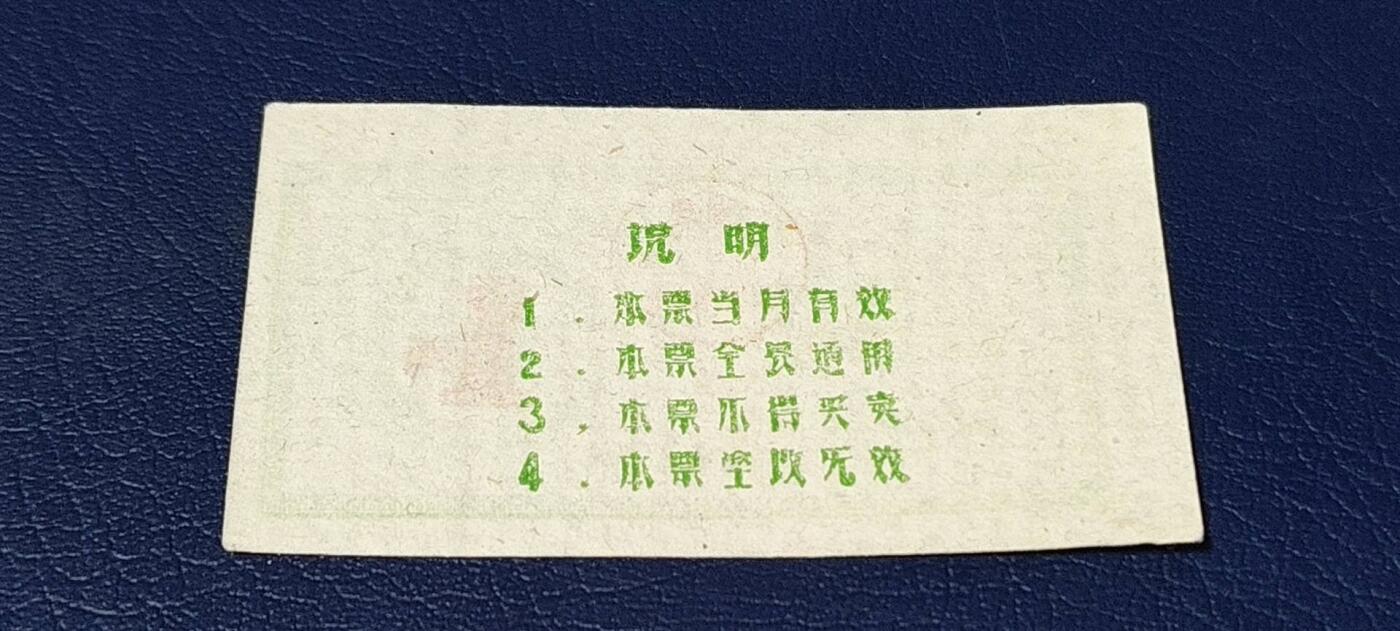 说 明
1. 本票当月有效
2. 本票全县通用
3. 本票不得买卖
4. 本票涂改无效